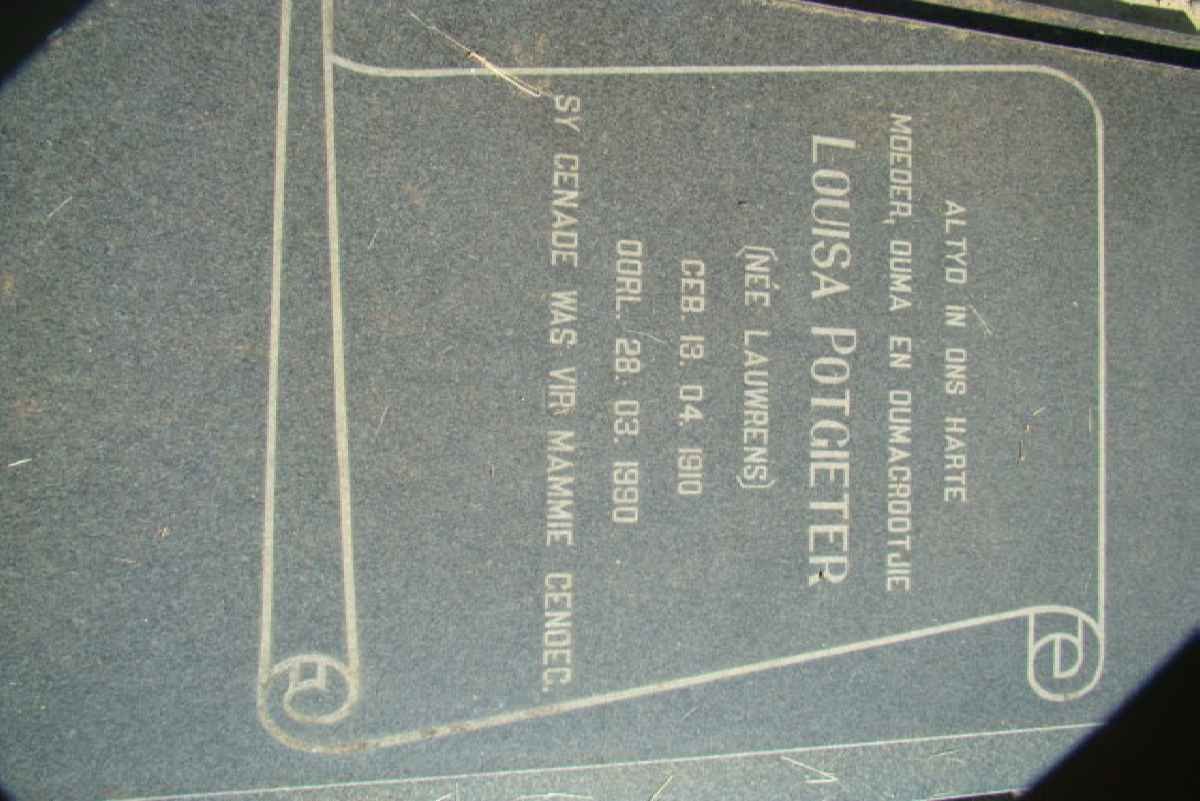 ALTYD IN ONS HARTE
MOEDER, OUMA EN OUMAGROOTJIE
LOUISA POTGIETER
(NÉE LAUWRENS)
GEB. 13. 04. 1910
OORL. 28. 03. 1990
SY GENADE WAS VIR MAMMIE GENOEG.